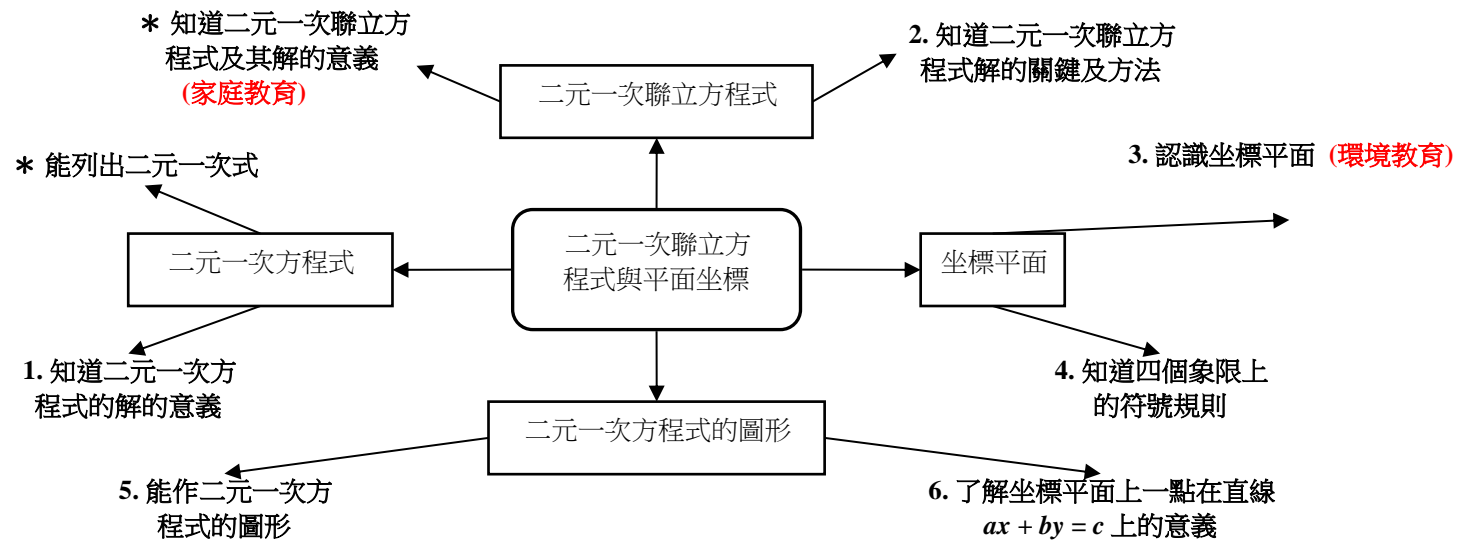 ＊ 知道二元一次聯立方
程式及其解的意義
(家庭教育)
2. 知道二元一次聯立方
程式解的關鍵及方法
二元一次聯立方程式
＊ 能列出二元一次式
3. 認識坐標平面 (環境教育)
二元一次方程式
二元一次聯立方
程式與平面坐標
坐標平面
1. 知道二元一次方
程式的解的意義
4. 知道四個象限上
的符號規則
二元一次方程式的圖形
5. 能作二元一次方
程式的圖形
6. 了解坐標平面上一點在直線
ax + by = c 上的意義